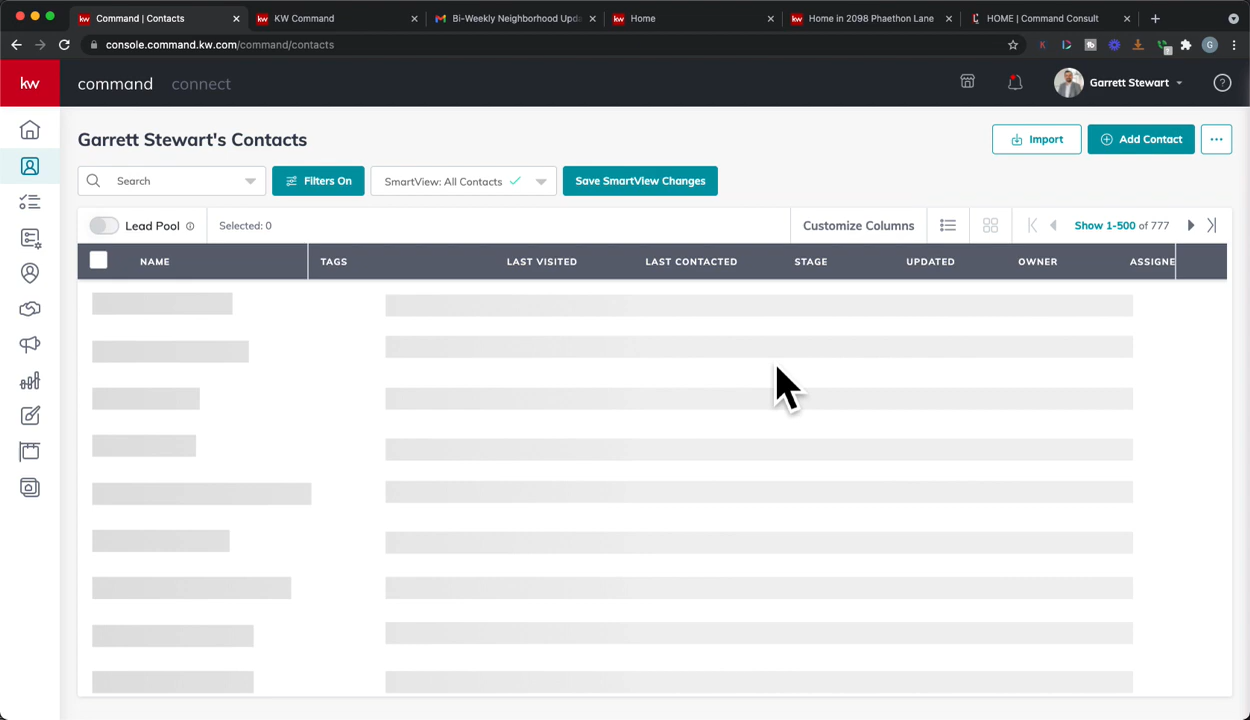 Command | Contacts
KW Command
Bi-Weekly Neighborhood Upda
Home
Home in 2098 Phaethon Lane
HOME | Command Consult
console.command.kw.com/command/contacts
G
kw
command
connect
Garrett Stewart
Garrett Stewart's Contacts
Import
Add Contact
Search
Filters On
SmartView: All Contacts
Save SmartView Changes
Lead Pool
Selected: 0
Customize Columns
Show 1-500 of 777
NAME
TAGS
LAST VISITED
LAST CONTACTED
STAGE
UPDATED
OWNER
ASSIGNE